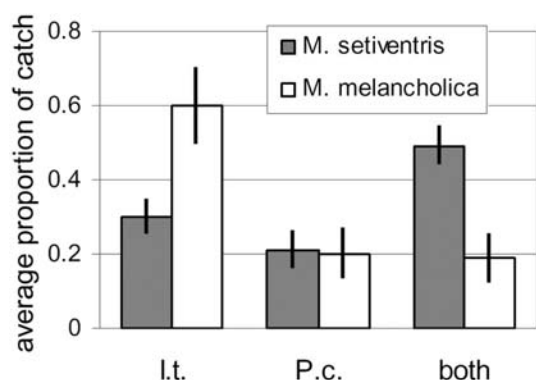 average proportion of catch
0.8
0.6
0.4
0.2
0
M. setiventris
M. melancholica
I.t. P.c. both